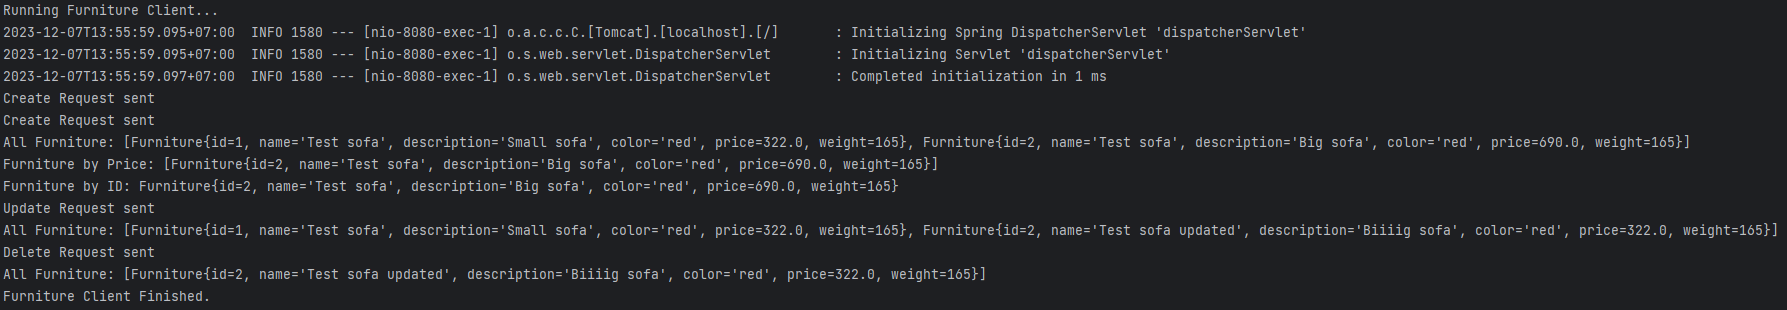 Running Furniture Client...
2023-12-07T13:55:59.095+07:00  INFO 1580 --- [nio-8080-exec-1] o.a.c.c.C.[Tomcat].[localhost].[/]       : Initializing Spring DispatcherServlet 'dispatcherServlet'
2023-12-07T13:55:59.095+07:00  INFO 1580 --- [nio-8080-exec-1] o.s.web.servlet.DispatcherServlet        : Initializing Servlet 'dispatcherServlet'
2023-12-07T13:55:59.097+07:00  INFO 1580 --- [nio-8080-exec-1] o.s.web.servlet.DispatcherServlet        : Completed initialization in 1 ms
Create Request sent
Create Request sent
All Furniture: [Furniture{id=1, name='Test sofa', description='Small sofa', color='red', price=322.0, weight=165}, Furniture{id=2, name='Test sofa', description='Big sofa', color='red', price=690.0, weight=165}]
Furniture by Price: [Furniture{id=2, name='Test sofa', description='Big sofa', color='red', price=690.0, weight=165}]
Furniture by ID: Furniture{id=2, name='Test sofa', description='Big sofa', color='red', price=690.0, weight=165}
Update Request sent
All Furniture: [Furniture{id=1, name='Test sofa', description='Small sofa', color='red', price=322.0, weight=165}, Furniture{id=2, name='Test sofa updated', description='Biiiig sofa', color='red', price=322.0, weight=165}]
Delete Request sent
All Furniture: [Furniture{id=2, name='Test sofa updated', description='Biiiig sofa', color='red', price=322.0, weight=165}]
Furniture Client Finished.